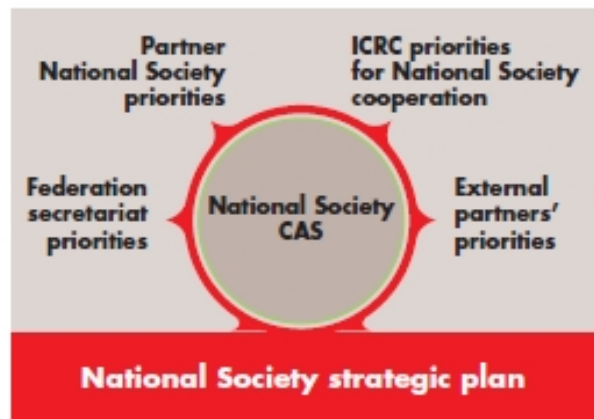 Partner
National Society
priorities
ICRC priorities
for National Society
cooperation
Federation
secretariat
priorities
National Society
CAS
External
partners’
priorities
National Society strategic plan